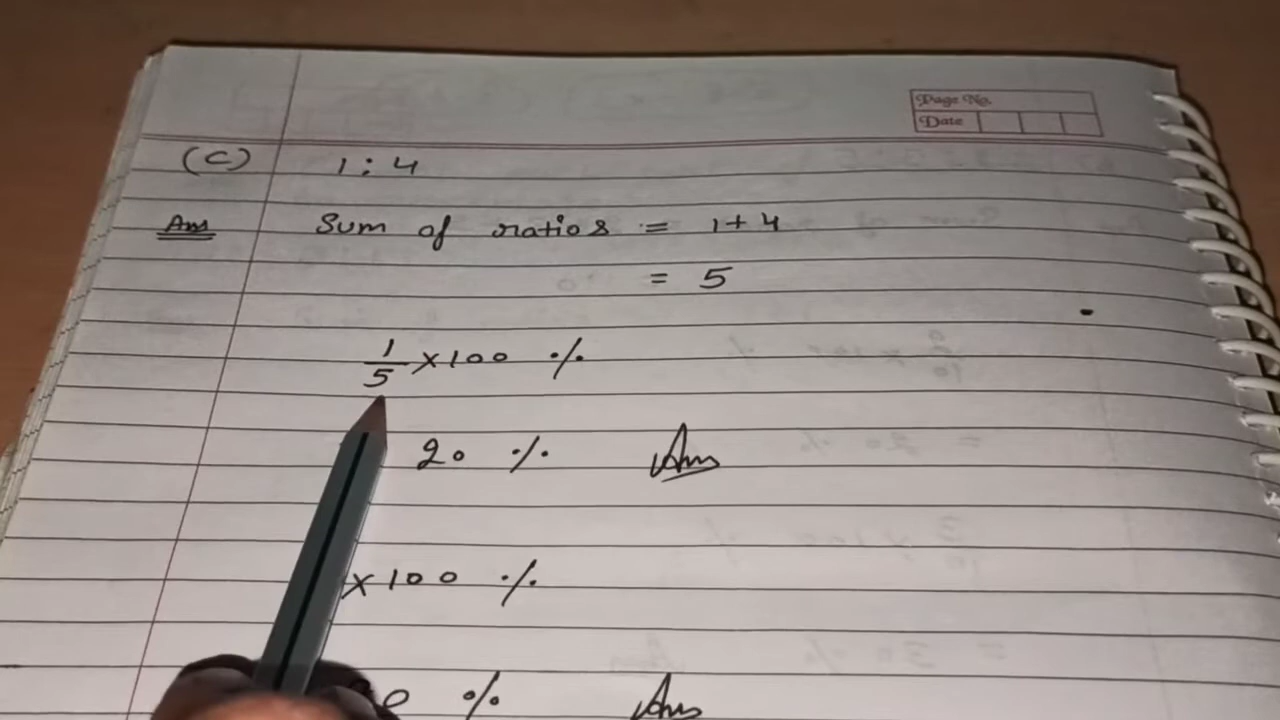 Page No.
Date
(C) 1 : 4
Ans Sum of ratios = 1 + 4
= 5
1/5 × 100 %
20 % Ans
× 100 %
0 % Ans